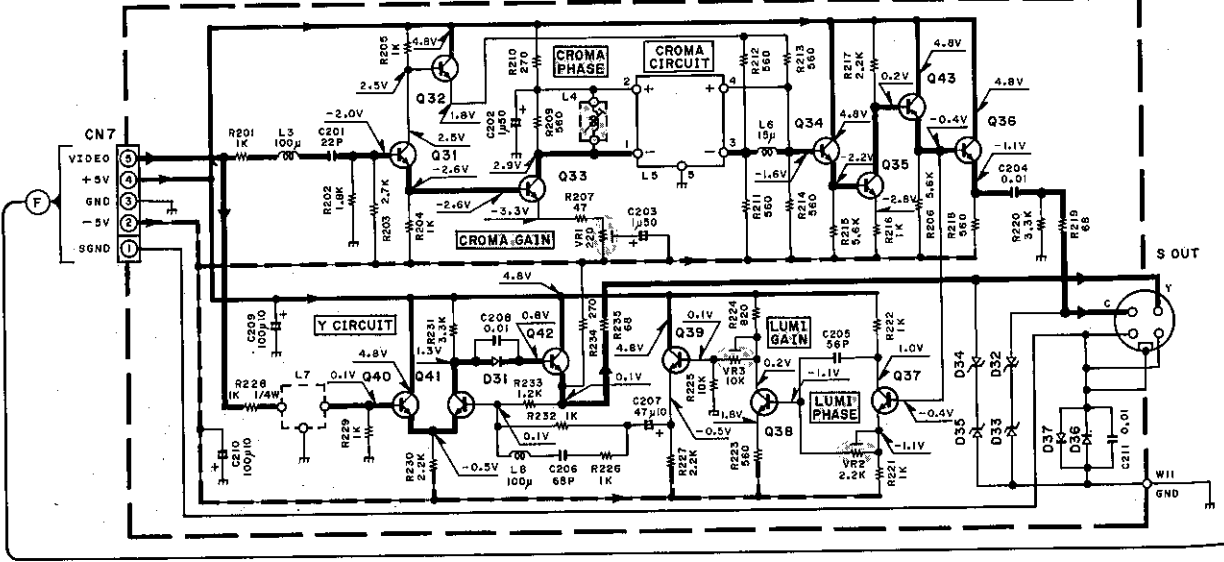 CN7
VIDEO 5
+5V 4
GND 3
-5V 2
SGND 1
F
R201
1K
L3
100μ
C201
22P
-2.0V
R202
1.8K
R203
2.7K
R204
1K
R205
1K
4.8V
2.5V
Q32
1.8V
2.5V
Q31
-2.6V
-2.6V
-3.3V
R210
270
C202
1μ50
R209
560
2.9V
Q33
R207
47
VR1
220
C203
1μ50
CROMA GAIN
CROMA
PHASE
L4
CROMA
CIRCUIT
2
+
1
-
4
+
3
-
5
L5
R212
560
R213
560
L6
15μ
R211
560
R214
560
-1.6V
Q34
4.8V
-2.2V
Q35
R215
5.6K
R216
1K
-2.8V
R217
2.2K
0.2V
4.8V
Q43
-0.4V
R206
5.6K
R218
560
4.8V
Q36
-1.1V
C204
0.01
R220
3.3K
R219
68
S OUT
C
Y
C209
100μ10
Y CIRCUIT
C210
100μ10
R228
1K
1/4W
L7
0.1V
R229
1K
4.8V
Q40
1.3V
Q41
R230
2.2K
-0.5V
R231
3.3K
C208
0.01
D31
0.8V
Q42
4.8V
R233
1.2K
R232
1K
0.1V
0.1V
L8
100μ
C206
68P
R226
1K
R234
270
R235
68
C207
47μ10
4.8V
Q39
0.1V
-0.5V
R227
2.2K
R225
10K
R224
820
VR3
10K
LUMI
GAIN
0.2V
-1.8V
Q38
R223
560
-1.1V
C205
56P
LUMI
PHASE
VR2
2.2K
R222
1K
1.0V
Q37
-0.4V
-1.1V
R221
1K
D34
D32
D35
D33
D37
D36
C211 0.01
W11
GND